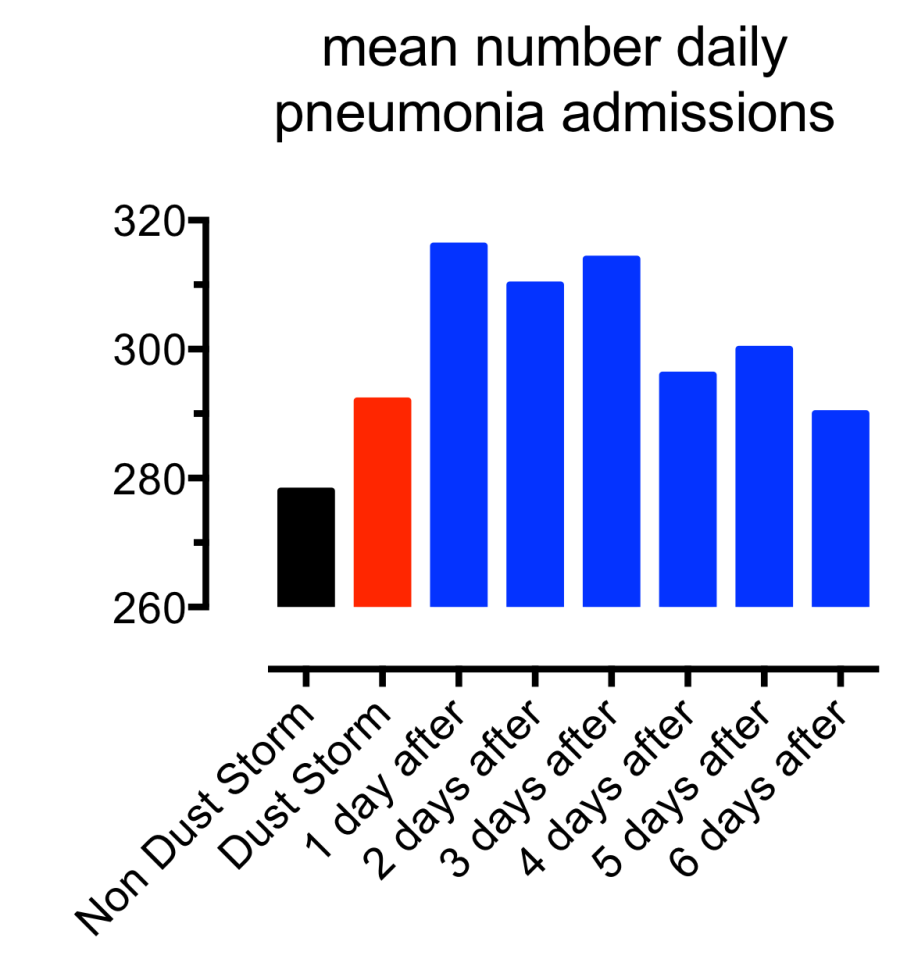 mean number daily
pneumonia admissions
320
300
280
260
Non Dust Storm
Dust Storm
1 day after
2 days after
3 days after
4 days after
5 days after
6 days after